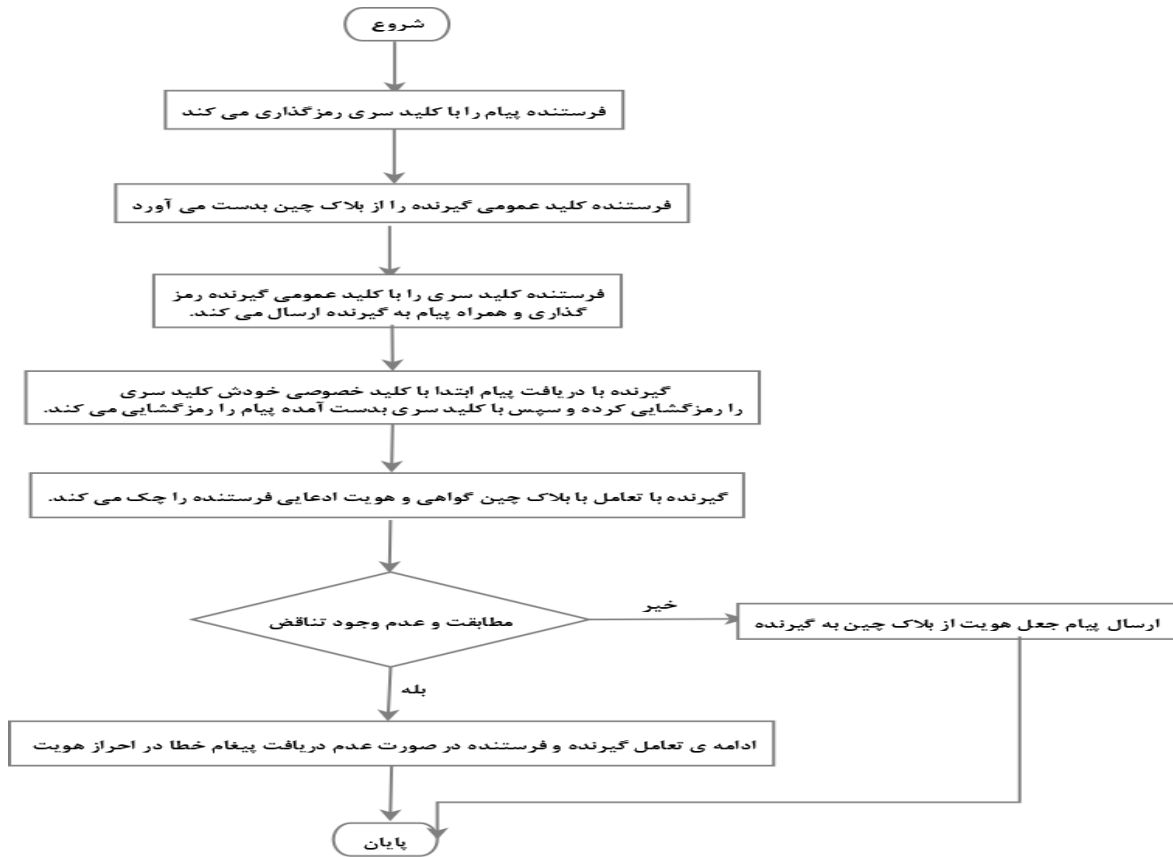 شروع
فرستنده پیام را با کلید سری رمزگذاری می کند
فرستنده کلید عمومی گیرنده را از بلاک چین بدست می آورد
فرستنده کلید سری را با کلید عمومی گیرنده رمز
گذاری و همراه پیام به گیرنده ارسال می کند.
گیرنده با دریافت پیام ابتدا با کلید خصوصی خودش کلید سری
را رمزگشایی کرده و سپس با کلید سری بدست آمده پیام را رمزگشایی می کند.
گیرنده با تعامل با بلاک چین گواهی و هویت ادعایی فرستنده را چک می کند.
مطابقت و عدم وجود تناقض
خیر
ارسال پیام جعل هویت از بلاک چین به گیرنده
بله
ادامه ی تعامل گیرنده و فرستنده در صورت عدم دریافت پیغام خطا در احراز هویت
پایان